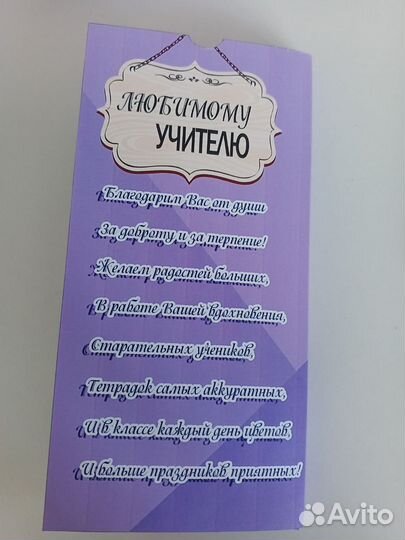 ЛЮБИМОМУ
УЧИТЕЛЮ
Благодарим Вас от души
За доброту и за терпение!
Желаем радостей больших,
В работе Вашей вдохновения,
Старательных учеников,
Тетрадок самых аккуратных,
И в классе каждый день цветов,
И больше праздников приятных!
Avito